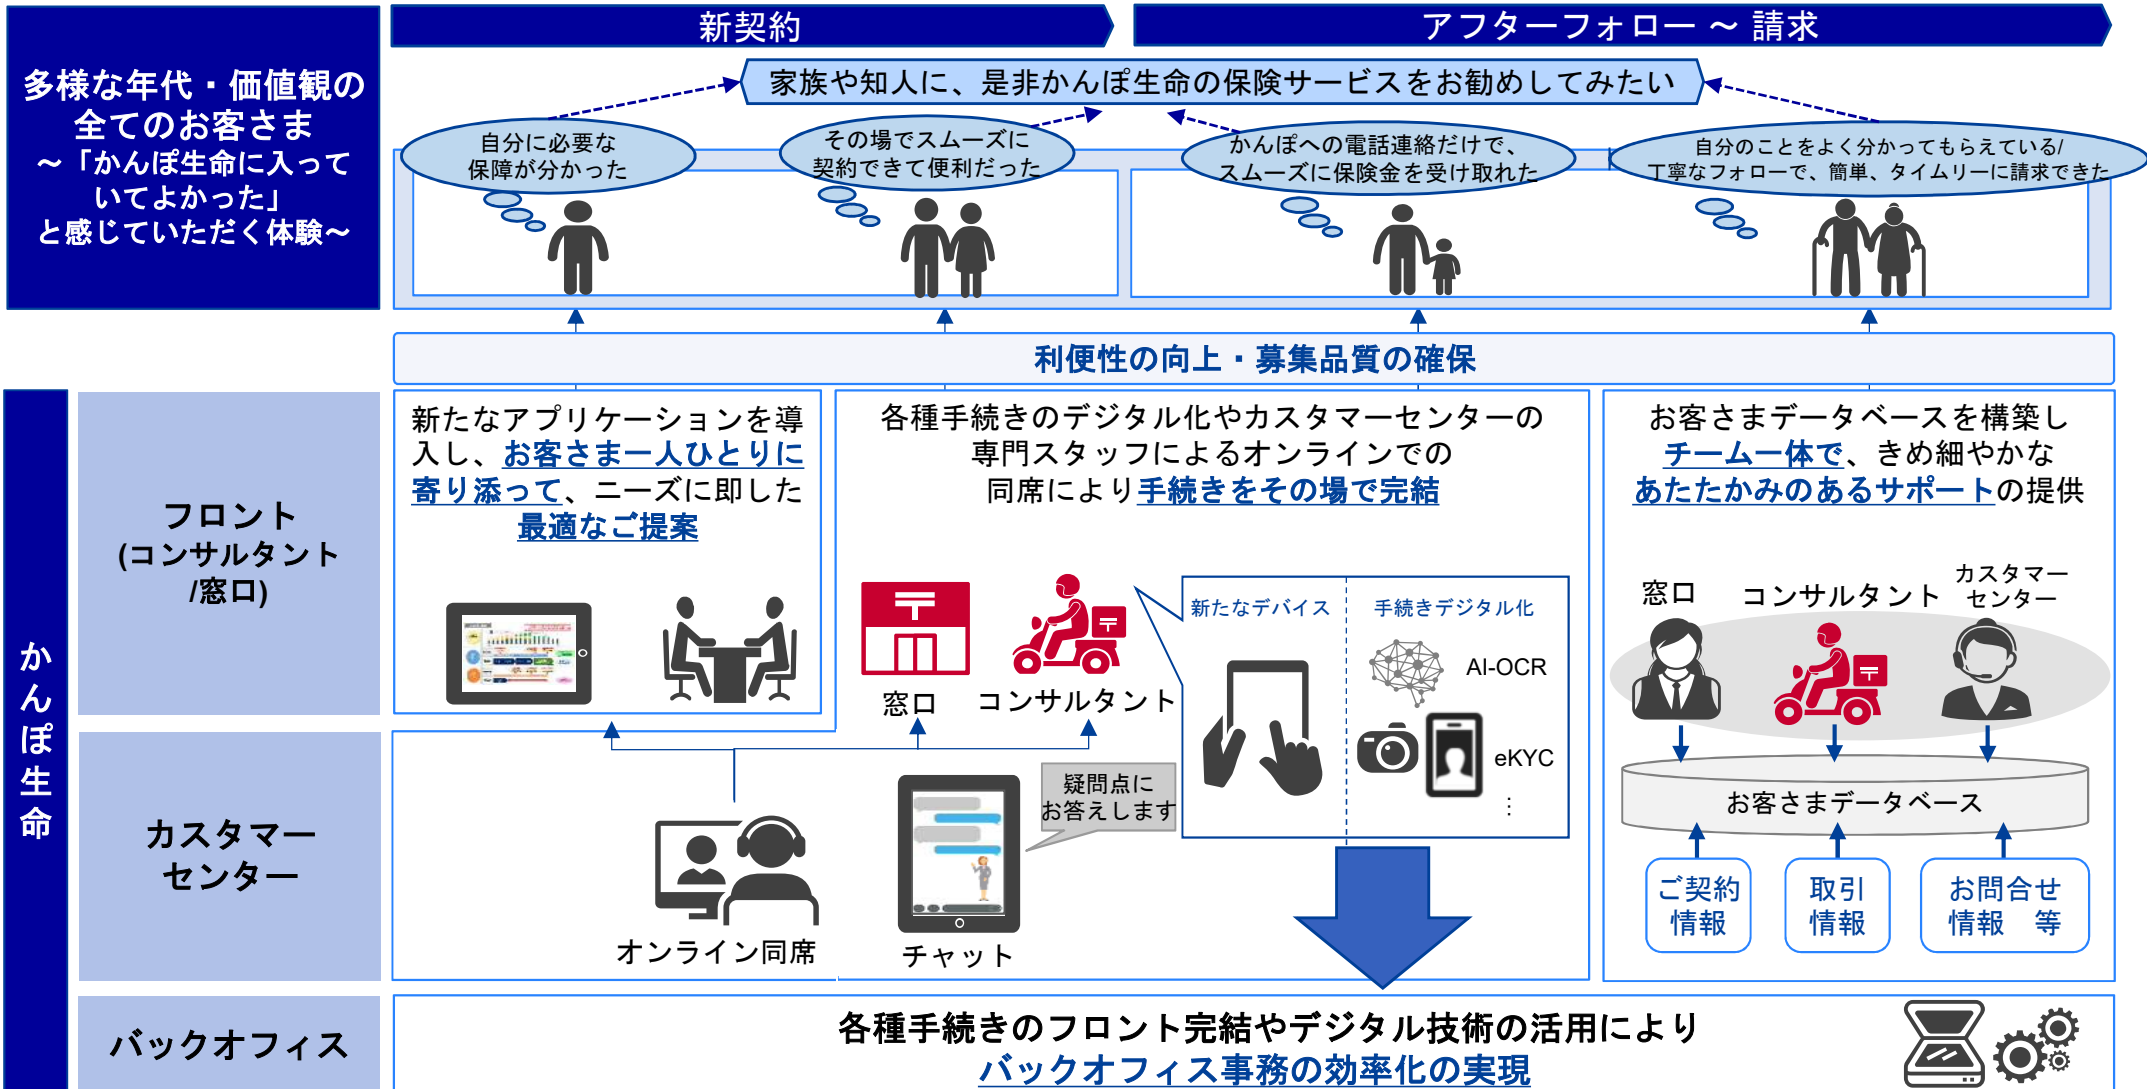 新契約
アフターフォロー ～ 請求
多様な年代・価値観の
全てのお客さま
～「かんぽ生命に入って
いてよかった」
と感じていただく体験～
家族や知人に、是非かんぽ生命の保険サービスをお勧めしてみたい
自分に必要な
保障が分かった
その場でスムーズに
契約できて便利だった
かんぽへの電話連絡だけで、
スムーズに保険金を受け取れた
自分のことをよく分かってもらえている/
丁寧なフォローで、簡単、タイムリーに請求できた
利便性の向上・募集品質の確保
かんぽ生命
フロント
(コンサルタント
/窓口)
新たなアプリケーションを導
入し、お客さま一人ひとりに
寄り添って、ニーズに即した
最適なご提案
各種手続きのデジタル化やカスタマーセンターの
専門スタッフによるオンラインでの
同席により手続きをその場で完結
窓口
コンサルタント
新たなデバイス
手続きデジタル化
AI-OCR
eKYC
⋮
お客さまデータベースを構築し
チーム一体で、きめ細やかな
あたたかみのあるサポートの提供
窓口
コンサルタント
カスタマー
センター
お客さまデータベース
ご契約
情報
取引
情報
お問合せ
情報　等
カスタマー
センター
オンライン同席
チャット
疑問点に
お答えします
バックオフィス
各種手続きのフロント完結やデジタル技術の活用により
バックオフィス事務の効率化の実現